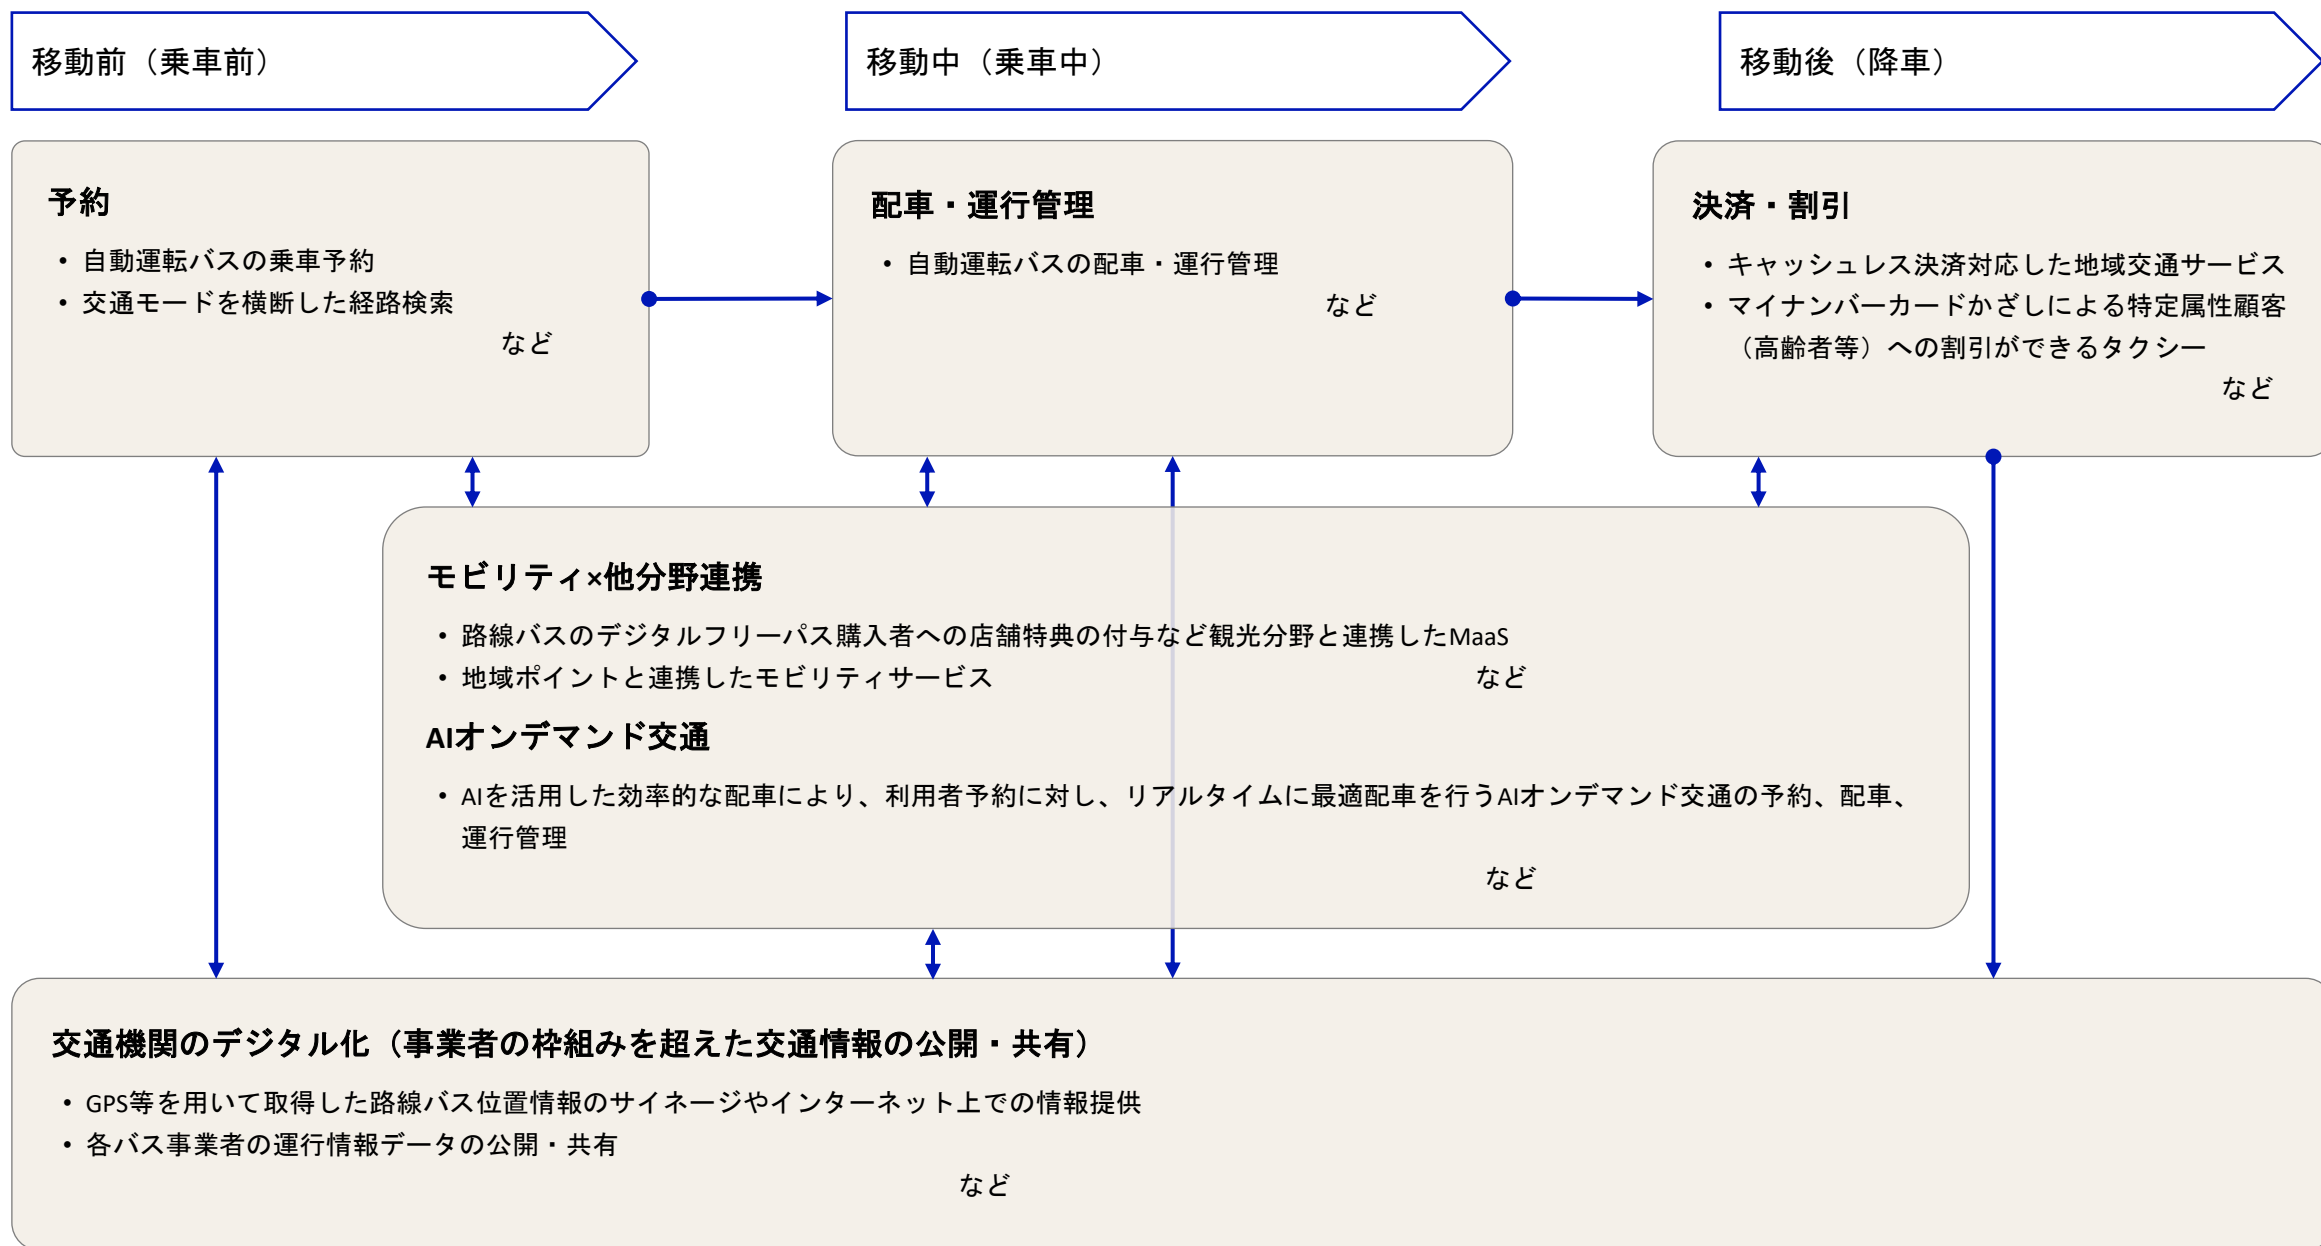 移動前（乗車前）
移動中（乗車中）
移動後（降車）
予約
• 自動運転バスの乗車予約
• 交通モードを横断した経路検索
など
配車・運行管理
• 自動運転バスの配車・運行管理
など
決済・割引
• キャッシュレス決済対応した地域交通サービス
• マイナンバーカードかざしによる特定属性顧客
（高齢者等）への割引ができるタクシー
など
モビリティ×他分野連携
• 路線バスのデジタルフリーパス購入者への店舗特典の付与など観光分野と連携したMaaS
• 地域ポイントと連携したモビリティサービス など
AIオンデマンド交通
• AIを活用した効率的な配車により、利用者予約に対し、リアルタイムに最適配車を行うAIオンデマンド交通の予約、配車、
運行管理
など
交通機関のデジタル化（事業者の枠組みを超えた交通情報の公開・共有）
• GPS等を用いて取得した路線バス位置情報のサイネージやインターネット上での情報提供
• 各バス事業者の運行情報データの公開・共有
など